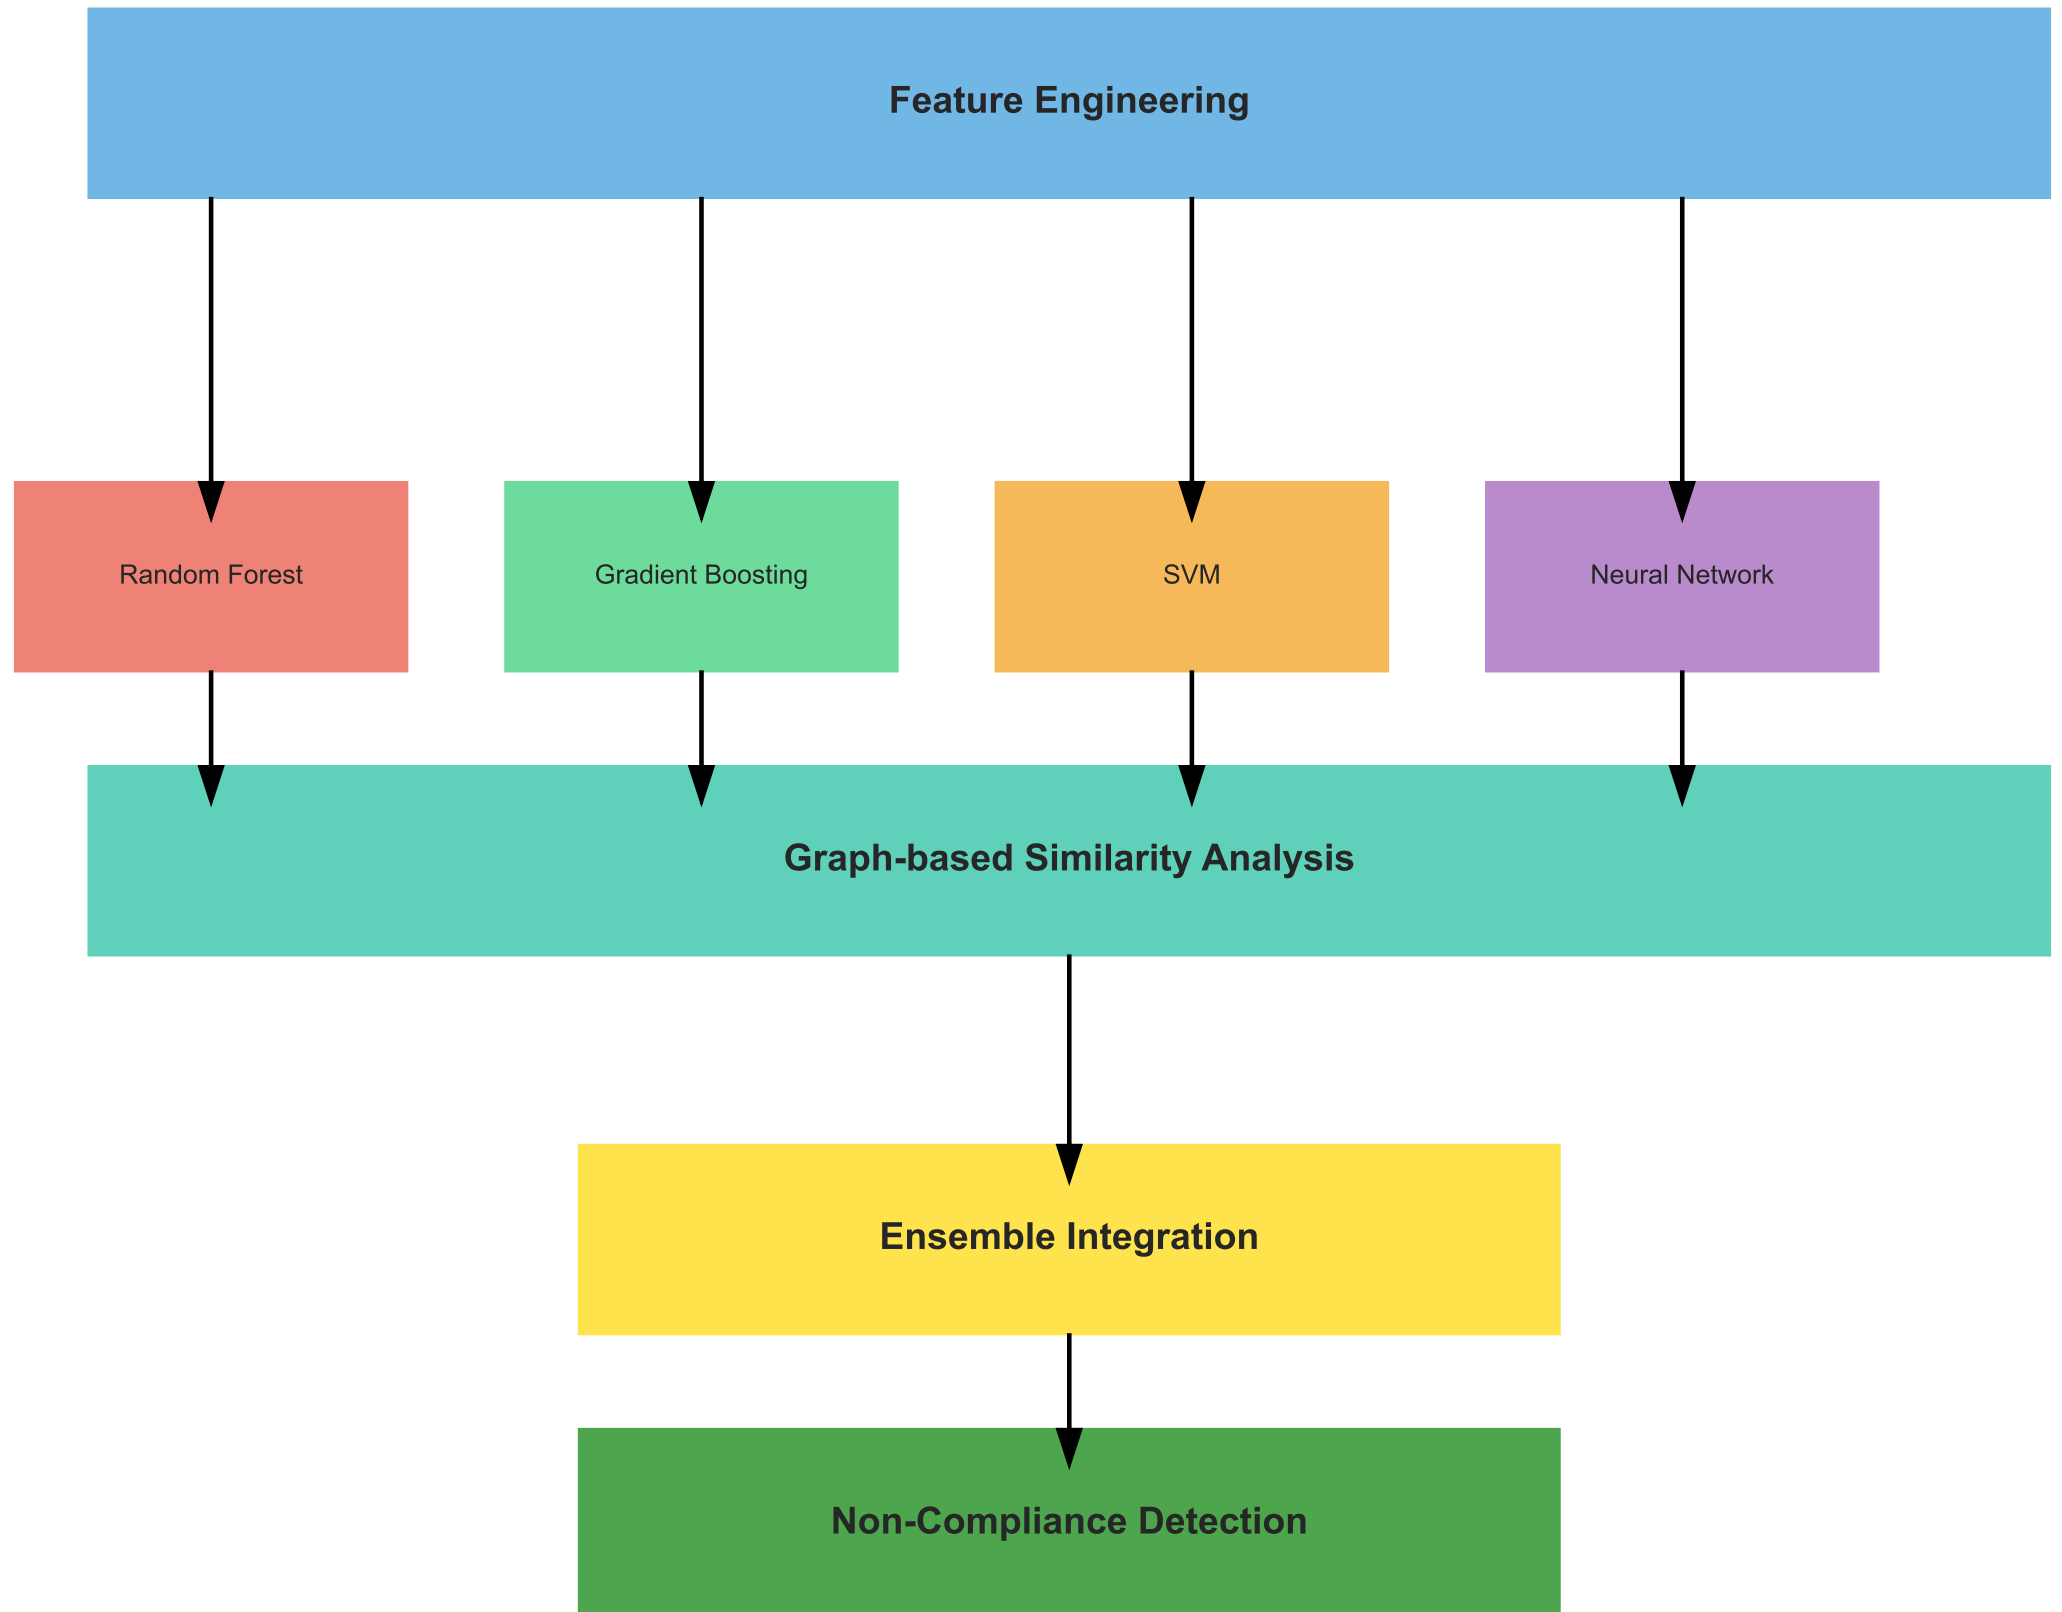 Feature Engineering
Random Forest
Gradient Boosting
SVM
Neural Network
Graph-based Similarity Analysis
Ensemble Integration
Non-Compliance Detection